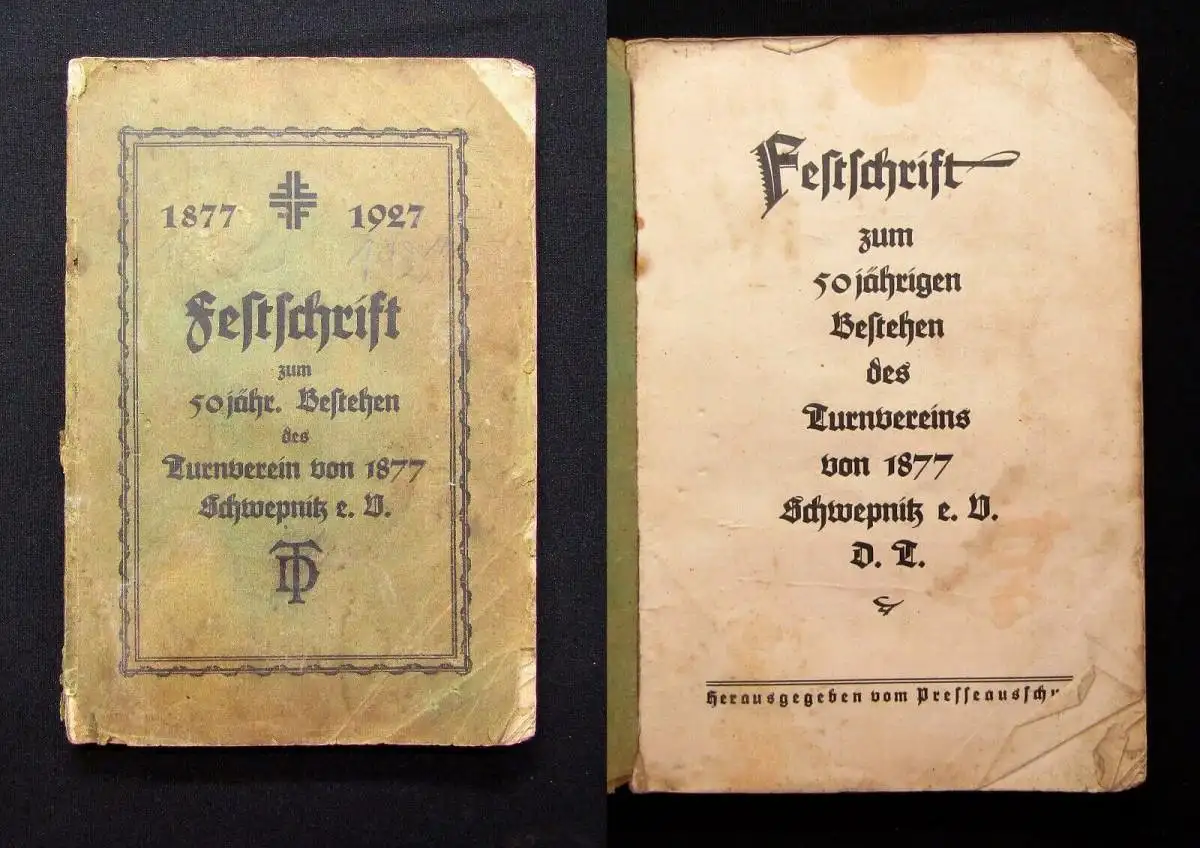 1877 1927
Festschrift
zum
50jähr. Bestehen
des
Turnverein von 1877
Schwepnitz e. V.
DT
Festschrift
zum
50jährigen
Bestehen
des
Turnvereins
von 1877
Schwepnitz e. V.
D. T.
Herausgegeben vom